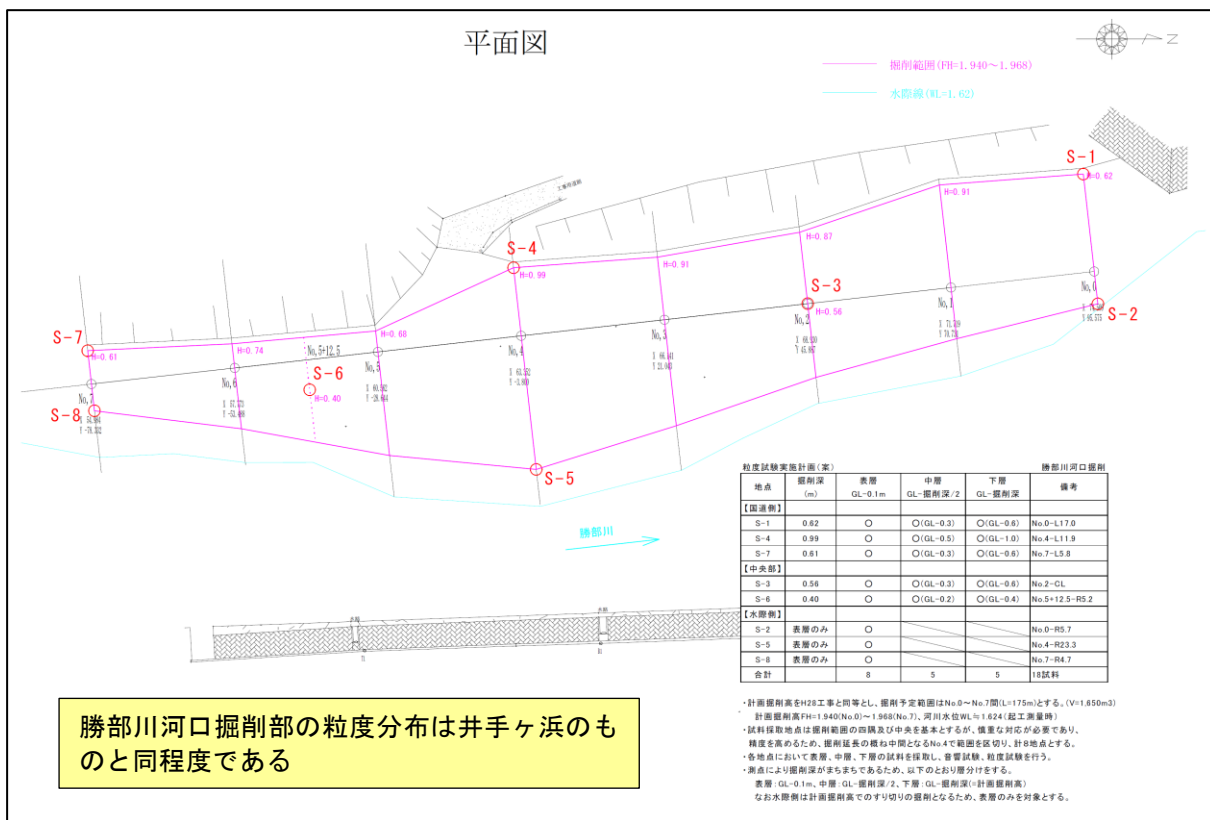 平面図
N
掘削範囲(FH=1.940～1.968)
水際線(WL=1.62)
S-1
H=0.62
H=0.91
工事用道路
S-4
H=0.99
H=0.91
H=0.87
S-3
H=0.56
No,0
S-2
No,1
No,2
No,3
No,4
H=0.68
No,5+12.5
No,5
S-7
H=0.61
H=0.74
No,6
S-6
H=0.40
No,7
S-8
S-5
勝部川
粒度試験実施計画(案) 勝部川河口掘削
地点 掘削深(m) 表層 GL-0.1m 中層 GL-掘削深/2 下層 GL-掘削深 備考
【国道側】
S-1 0.62 ○ ○(GL-0.3) ○(GL-0.6) No.0-L17.0
S-4 0.99 ○ ○(GL-0.5) ○(GL-1.0) No.4-L11.9
S-7 0.61 ○ ○(GL-0.3) ○(GL-0.6) No.7-L5.8
【中央部】
S-3 0.56 ○ ○(GL-0.3) ○(GL-0.6) No.2-CL
S-6 0.40 ○ ○(GL-0.2) ○(GL-0.4) No.5+12.5-R5.2
【水際側】
S-2 表層のみ ○ No.0-R5.7
S-5 表層のみ ○ No.4-R23.3
S-8 表層のみ ○ No.7-R4.7
合計 8 5 5 18試料
・計画掘削高をH28工事と同等とし、掘削予定範囲はNo.0～No.7間(L=175m)とする。(V=1,650m3)
計画掘削高FH=1.940(No.0)～1.968(No.7)、河川水位WL≒1.624(起工測量時)
・試料採取地点は掘削範囲の四隅及び中央を基本とするが、慎重な対応が必要であり、
精度を高めるため、掘削延長の概ね中間となるNo.4で範囲を区切り、計8地点とする。
・各地点において表層、中層、下層の試料を採取し、音響試験、粒度試験を行う。
・測点により掘削深がまちまちであるため、以下のとおり層分けをする。
表層：GL-0.1m、中層：GL-掘削深/2、下層：GL-掘削深(=計画掘削高)
なお水際側は計画掘削高でのすり切りの掘削となるため、表層のみを対象とする。
勝部川河口掘削部の粒度分布は井手ヶ浜のも
のと同程度である